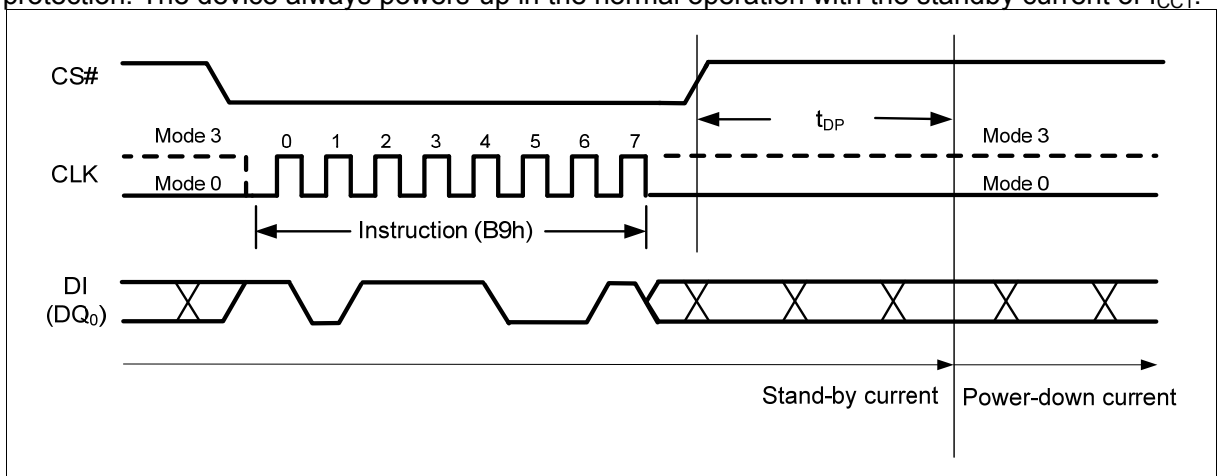 protection. The device always powers-up in the normal operation with the standby current of ICC1.
CS#
tDP
Mode 3
0 1 2 3 4 5 6 7
Mode 3
CLK
Mode 0
Mode 0
Instruction (B9h)
DI
(DQ0)
Stand-by current
Power-down current